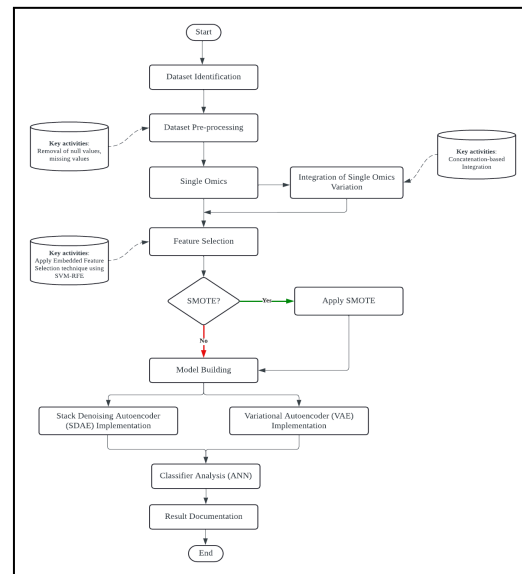 Start
Dataset Identification
Key activities:
Removal of null values,
missing values
Dataset Pre-processing
Single Omics
Integration of Single Omics
Variation
Key activities:
Concatenation-based
Integration
Key activities:
Apply Embedded Feature
Selection technique using
SVM-RFE
Feature Selection
SMOTE?
Yes
Apply SMOTE
No
Model Building
Stack Denoising Autoencoder
(SDAE) Implementation
Variational Autoencoder (VAE)
Implementation
Classifier Analysis (ANN)
Result Documentation
End